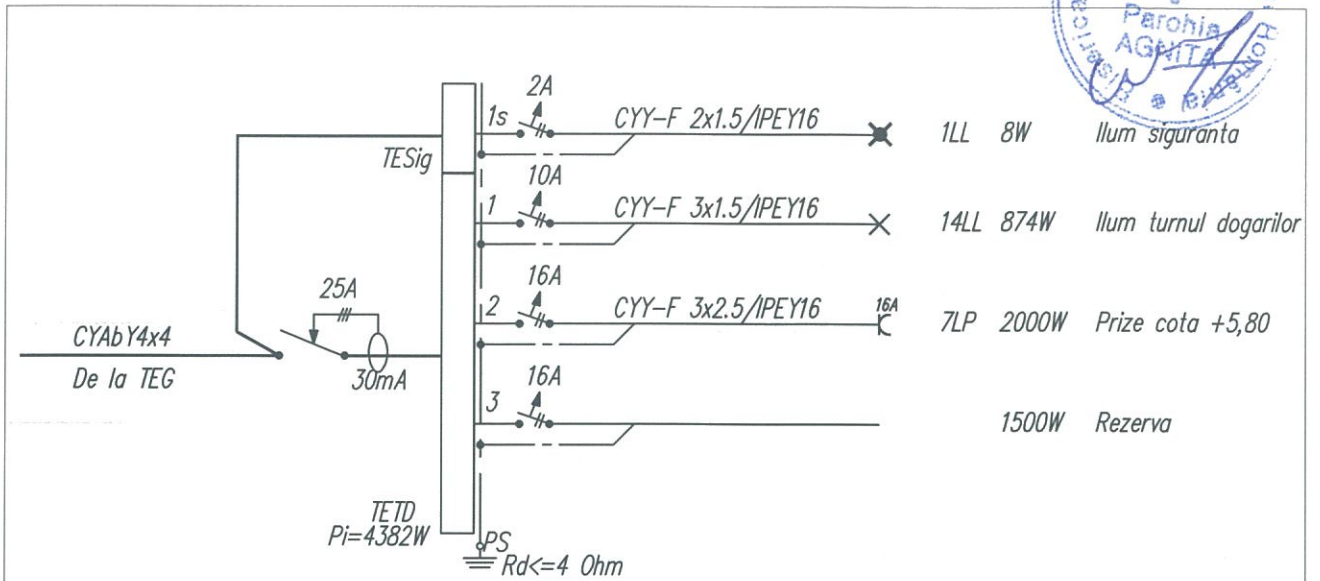 Parohia
AGNITA
2A
1s CYY-F 2x1.5/IPEY16 1LL 8W Ilum siguranta
TESig
10A
1 CYY-F 3x1.5/IPEY16 14LL 874W Ilum turnul dogarilor
16A
25A
2 CYY-F 3x2.5/IPEY16 16A 7LP 2000W Prize cota +5,80
CYAbY4x4
De la TEG
30mA
16A
3 1500W Rezerva
TETD
Pi=4382W
PS
Rd<=4 Ohm